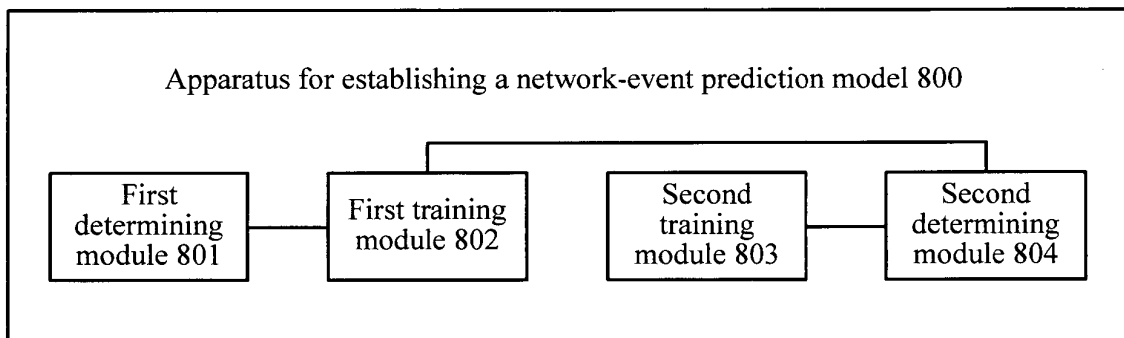 Apparatus for establishing a network-event prediction model 800
First
determining
module 801
First training
module 802
Second
training
module 803
Second
determining
module 804